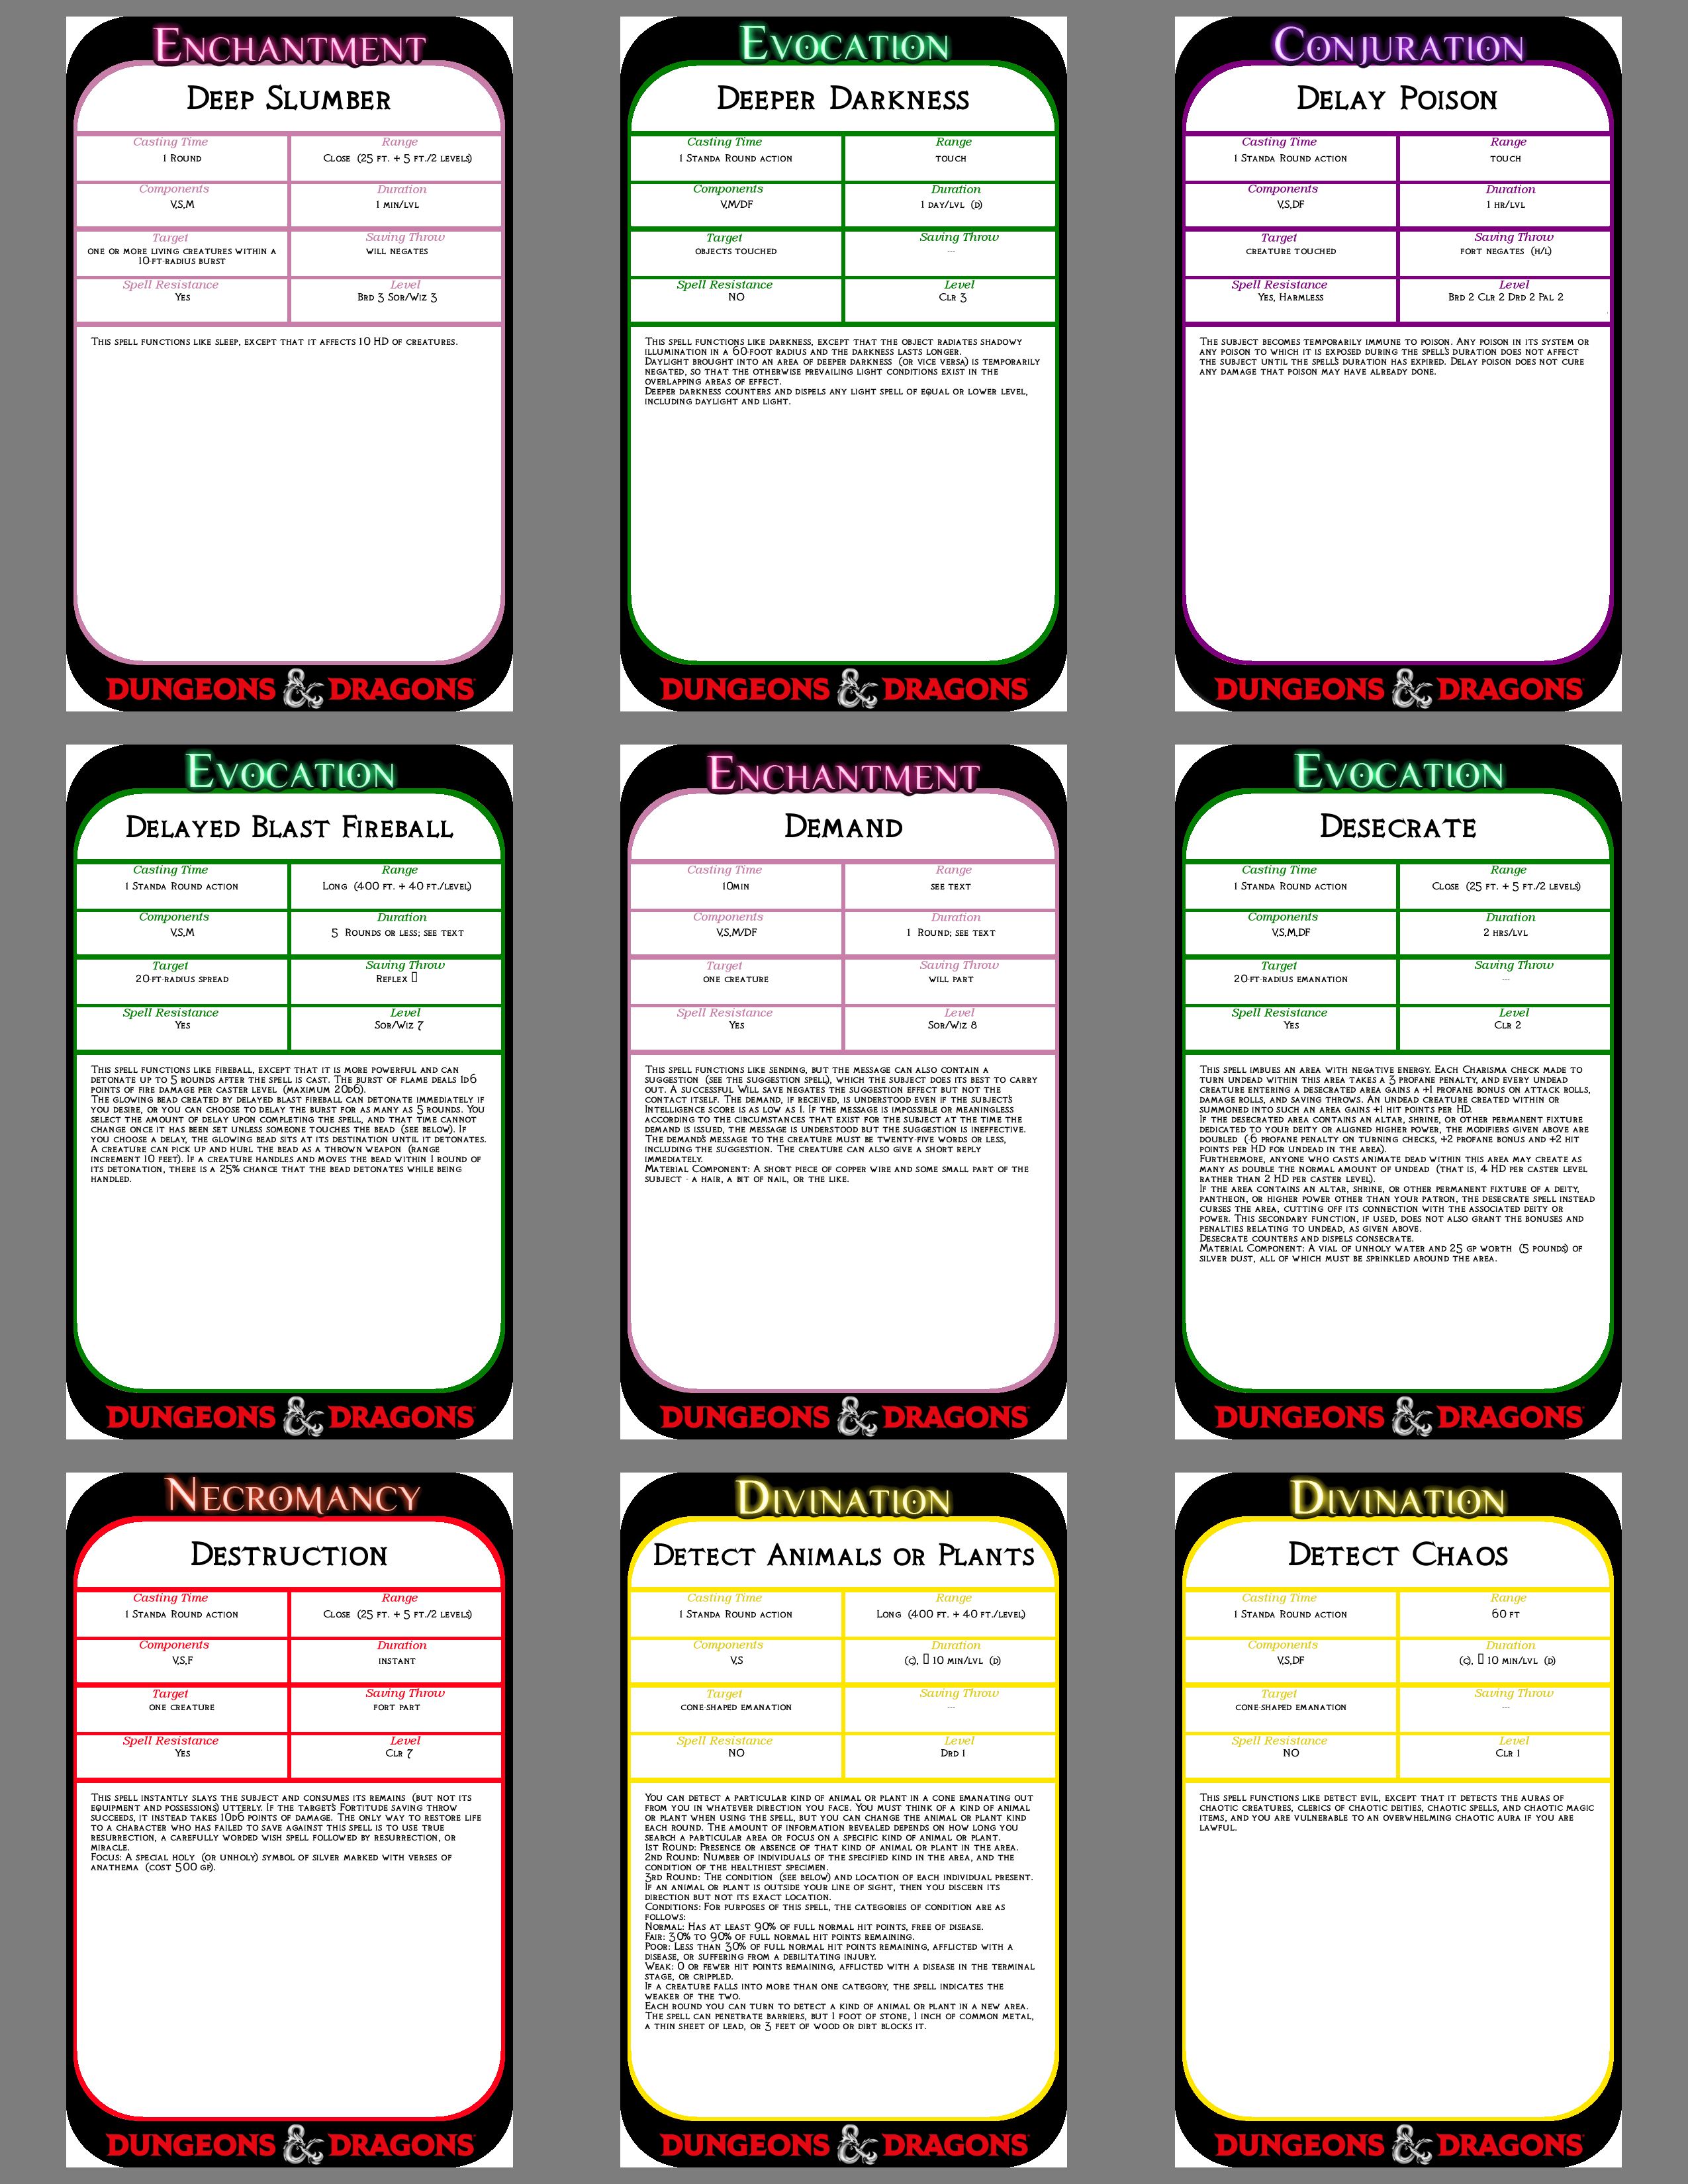 Enchantment
Deep Slumber
Casting Time
1 Round
Range
Close (25 ft. + 5 ft./2 levels)
Components
V,S,M
Duration
1 min/lvl
Target
one or more living creatures within a
10-ft-radius burst
Saving Throw
will negates
Spell Resistance
Yes
Level
Brd 3 Sor/Wiz 3
This spell functions like sleep, except that it affects 10 HD of creatures.
DUNGEONS & DRAGONS
Evocation
Deeper Darkness
Casting Time
1 Standa Round action
Range
touch
Components
V,M/DF
Duration
1 day/lvl (d)
Target
objects touched
Saving Throw
---
Spell Resistance
NO
Level
Clr 3
This spell functions like darkness, except that the object radiates shadowy
illumination in a 60-foot radius and the darkness lasts longer.
Daylight brought into an area of deeper darkness (or vice versa) is temporarily
negated, so that the otherwise prevailing light conditions exist in the
overlapping areas of effect.
Deeper darkness counters and dispels any light spell of equal or lower level,
including daylight and light.
DUNGEONS & DRAGONS
Conjuration
Delay Poison
Casting Time
1 Standa Round action
Range
touch
Components
V,S,DF
Duration
1 hr/lvl
Target
creature touched
Saving Throw
fort negates (h/l)
Spell Resistance
Yes, Harmless
Level
Brd 2 Clr 2 Drd 2 Pal 2
The subject becomes temporarily immune to poison. Any poison in its system or
any poison to which it is exposed during the spell's duration does not affect
the subject until the spell's duration has expired. Delay poison does not cure
any damage that poison may have already done.
DUNGEONS & DRAGONS
Evocation
Delayed Blast Fireball
Casting Time
1 Standa Round action
Range
Long (400 ft. + 40 ft./level)
Components
V,S,M
Duration
5 Rounds or less; see text
Target
20-ft-radius spread
Saving Throw
Reflex
Spell Resistance
Yes
Level
Sor/Wiz 7
This spell functions like fireball, except that it is more powerful and can
detonate up to 5 rounds after the spell is cast. The burst of flame deals 1d6
points of fire damage per caster level (maximum 20d6).
The glowing bead created by delayed blast fireball can detonate immediately if
you desire, or you can choose to delay the burst for as many as 5 rounds. You
select the amount of delay upon completing the spell, and that time cannot
change once it has been set unless someone touches the bead (see below). If
you choose a delay, the glowing bead sits at its destination until it detonates.
A creature can pick up and hurl the bead as a thrown weapon (range
increment 10 feet). If a creature handles and moves the bead within 1 round of
its detonation, there is a 25% chance that the bead detonates while being
handled.
DUNGEONS & DRAGONS
Enchantment
Demand
Casting Time
10min
Range
see text
Components
V,S,M/DF
Duration
1 Round; see text
Target
one creature
Saving Throw
will part
Spell Resistance
Yes
Level
Sor/Wiz 8
This spell functions like sending, but the message can also contain a
suggestion (see the suggestion spell), which the subject does its best to carry
out. A successful Will save negates the suggestion effect but not the
contact itself. The demand, if received, is understood even if the subject's
Intelligence score is as low as 1. If the message is impossible or meaningless
according to the circumstances that exist for the subject at the time the
demand is issued, the message is understood but the suggestion is ineffective.
The demand's message to the creature must be twenty-five words or less,
including the suggestion. The creature can also give a short reply
immediately.
Material Component: A short piece of copper wire and some small part of the
subject - a hair, a bit of nail, or the like.
DUNGEONS & DRAGONS
Evocation
Desecrate
Casting Time
1 Standa Round action
Range
Close (25 ft. + 5 ft./2 levels)
Components
V,S,M,DF
Duration
2 hrs/lvl
Target
20-ft-radius emanation
Saving Throw
---
Spell Resistance
Yes
Level
Clr 2
This spell imbues an area with negative energy. Each Charisma check made to
turn undead within this area takes a 3 profane penalty, and every undead
creature entering a desecrated area gains a +1 profane bonus on attack rolls,
damage rolls, and saving throws. An undead creature created within or
summoned into such an area gains +1 hit points per HD.
If the desecrated area contains an altar, shrine, or other permanent fixture
dedicated to your deity or aligned higher power, the modifiers given above are
doubled (-6 profane penalty on turning checks, +2 profane bonus and +2 hit
points per HD for undead in the area).
Furthermore, anyone who casts animate dead within this area may create as
many as double the normal amount of undead (that is, 4 HD per caster level
rather than 2 HD per caster level).
If the area contains an altar, shrine, or other permanent fixture of a deity,
pantheon, or higher power other than your patron, the desecrate spell instead
curses the area, cutting off its connection with the associated deity or
power. This secondary function, if used, does not also grant the bonuses and
penalties relating to undead, as given above.
Desecrate counters and dispels consecrate.
Material Component: A vial of unholy water and 25 gp worth (5 pounds) of
silver dust, all of which must be sprinkled around the area.
DUNGEONS & DRAGONS
Necromancy
Destruction
Casting Time
1 Standa Round action
Range
Close (25 ft. + 5 ft./2 levels)
Components
V,S,F
Duration
instant
Target
one creature
Saving Throw
fort part
Spell Resistance
Yes
Level
Clr 7
This spell instantly slays the subject and consumes its remains (but not its
equipment and possessions) utterly. If the target's Fortitude saving throw
succeeds, it instead takes 10d6 points of damage. The only way to restore life
to a character who has failed to save against this spell is to use true
resurrection, a carefully worded wish spell followed by resurrection, or
miracle.
Focus: A special holy (or unholy) symbol of silver marked with verses of
anathema (cost 500 gp).
DUNGEONS & DRAGONS
Divination
Detect Animals or Plants
Casting Time
1 Standa Round action
Range
Long (400 ft. + 40 ft./level)
Components
V,S
Duration
(c), 10 min/lvl (d)
Target
cone-shaped emanation
Saving Throw
---
Spell Resistance
NO
Level
Drd 1
You can detect a particular kind of animal or plant in a cone emanating out
from you in whatever direction you face. You must think of a kind of animal
or plant when using the spell, but you can change the animal or plant kind
each round. The amount of information revealed depends on how long you
search a particular area or focus on a specific kind of animal or plant.
1st Round: Presence or absence of that kind of animal or plant in the area.
2nd Round: Number of individuals of the specified kind in the area, and the
condition of the healthiest specimen.
3rd Round: The condition (see below) and location of each individual present.
If an animal or plant is outside your line of sight, then you discern its
direction but not its exact location.
Conditions: For purposes of this spell, the categories of condition are as
follows:
Normal: Has at least 90% of full normal hit points, free of disease.
Fair: 30% to 90% of full normal hit points remaining.
Poor: Less than 30% of full normal hit points remaining, afflicted with a
disease, or suffering from a debilitating injury.
Weak: 0 or fewer hit points remaining, afflicted with a disease in the terminal
stage, or crippled.
If a creature falls into more than one category, the spell indicates the
weaker of the two.
Each round you can turn to detect a kind of animal or plant in a new area.
The spell can penetrate barriers, but 1 foot of stone, 1 inch of common metal,
a thin sheet of lead, or 3 feet of wood or dirt blocks it.
DUNGEONS & DRAGONS
Divination
Detect Chaos
Casting Time
1 Standa Round action
Range
60 ft
Components
V,S,DF
Duration
(c), 10 min/lvl (d)
Target
cone-shaped emanation
Saving Throw
---
Spell Resistance
NO
Level
Clr 1
This spell functions like detect evil, except that it detects the auras of
chaotic creatures, clerics of chaotic deities, chaotic spells, and chaotic magic
items, and you are vulnerable to an overwhelming chaotic aura if you are
lawful.
DUNGEONS & DRAGONS